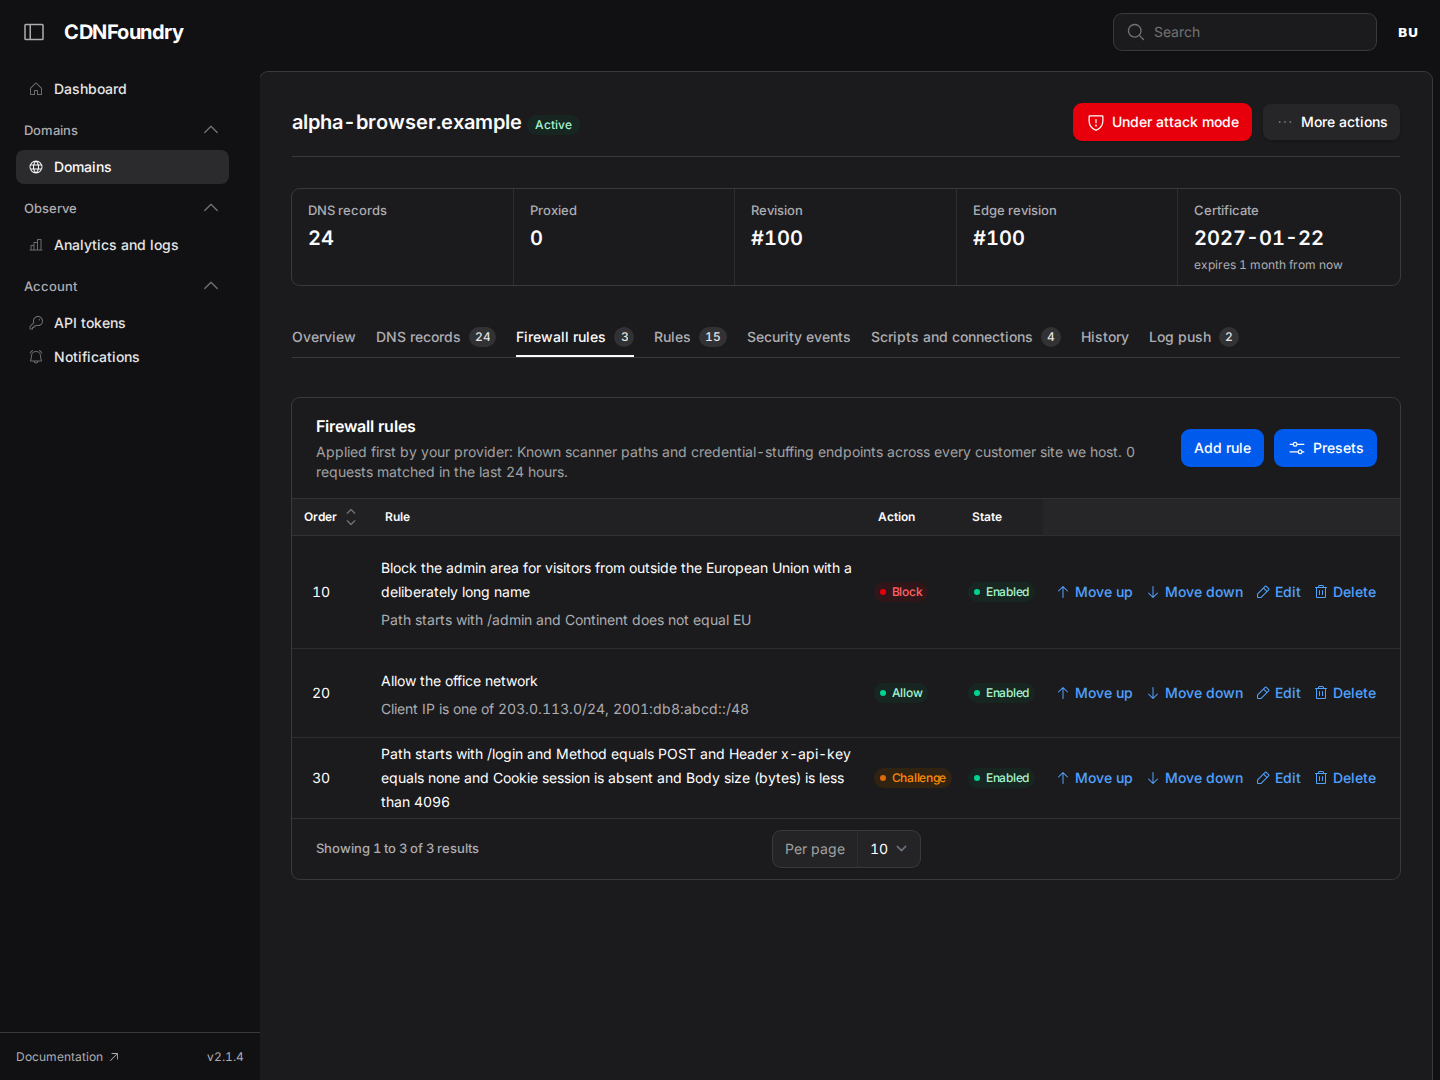 CDNFoundry
Search
BU
Dashboard
Domains
Domains
Observe
Analytics and logs
Account
API tokens
Notifications
Documentation
v2.1.4
alpha-browser.example
Active
Under attack mode
More actions
DNS records
24
Proxied
0
Revision
#100
Edge revision
#100
Certificate
2027-01-22
expires 1 month from now
Overview
DNS records 24
Firewall rules 3
Rules 15
Security events
Scripts and connections 4
History
Log push 2
Firewall rules
Applied first by your provider: Known scanner paths and credential-stuffing endpoints across every customer site we host. 0
requests matched in the last 24 hours.
Add rule
Presets
Order Rule Action State
10
Block the admin area for visitors from outside the European Union with a
deliberately long name
Path starts with /admin and Continent does not equal EU
Block Enabled Move up Move down Edit Delete
20
Allow the office network
Client IP is one of 203.0.113.0/24, 2001:db8:abcd::/48
Allow Enabled Move up Move down Edit Delete
30
Path starts with /login and Method equals POST and Header x-api-key
equals none and Cookie session is absent and Body size (bytes) is less
than 4096
Challenge Enabled Move up Move down Edit Delete
Showing 1 to 3 of 3 results
Per page 10